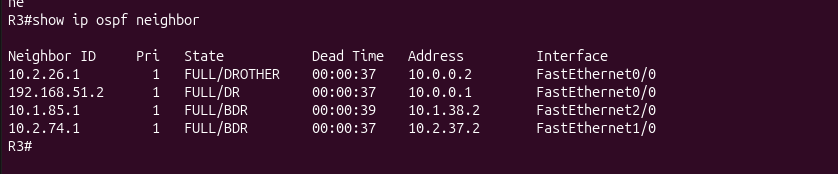 ne
R3#show ip ospf neighbor
Neighbor ID     Pri   State           Dead Time   Address         Interface
10.2.26.1         1   FULL/DROTHER    00:00:37    10.0.0.2        FastEthernet0/0
192.168.51.2      1   FULL/DR         00:00:37    10.0.0.1        FastEthernet0/0
10.1.85.1         1   FULL/BDR        00:00:39    10.1.38.2       FastEthernet2/0
10.2.74.1         1   FULL/BDR        00:00:37    10.2.37.2       FastEthernet1/0
R3#